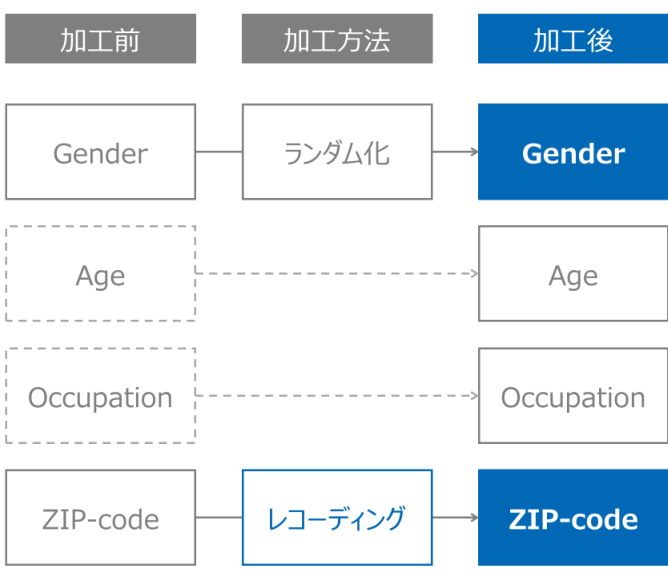 加工前 加工方法 加工後
Gender ランダム化 Gender
Age Age
Occupation Occupation
ZIP-code レコーディング ZIP-code